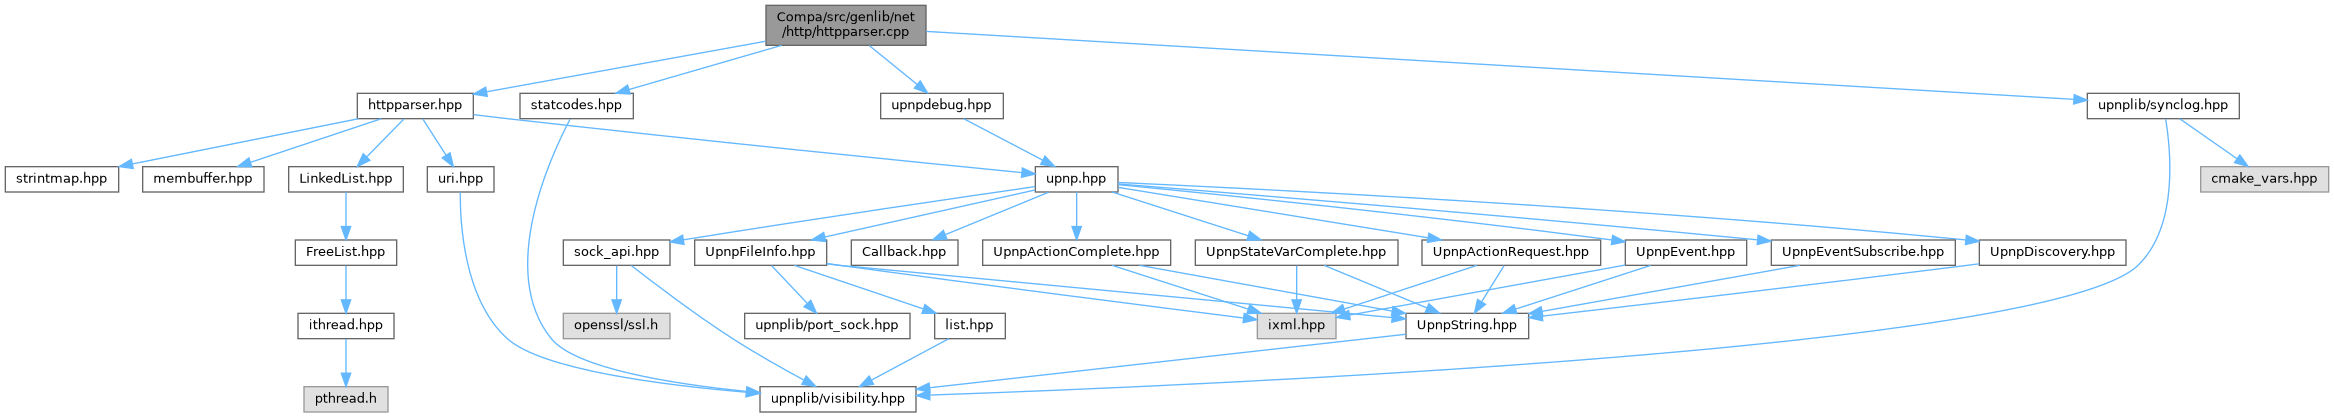 Compa/src/genlib/net
/http/httpparser.cpp
httpparser.hpp
statcodes.hpp
upnpdebug.hpp
upnplib/synclog.hpp
strintmap.hpp
membuffer.hpp
LinkedList.hpp
uri.hpp
upnp.hpp
cmake_vars.hpp
FreeList.hpp
sock_api.hpp
UpnpFileInfo.hpp
Callback.hpp
UpnpActionComplete.hpp
UpnpStateVarComplete.hpp
UpnpActionRequest.hpp
UpnpEvent.hpp
UpnpEventSubscribe.hpp
UpnpDiscovery.hpp
ithread.hpp
openssl/ssl.h
upnplib/port_sock.hpp
list.hpp
ixml.hpp
UpnpString.hpp
pthread.h
upnplib/visibility.hpp